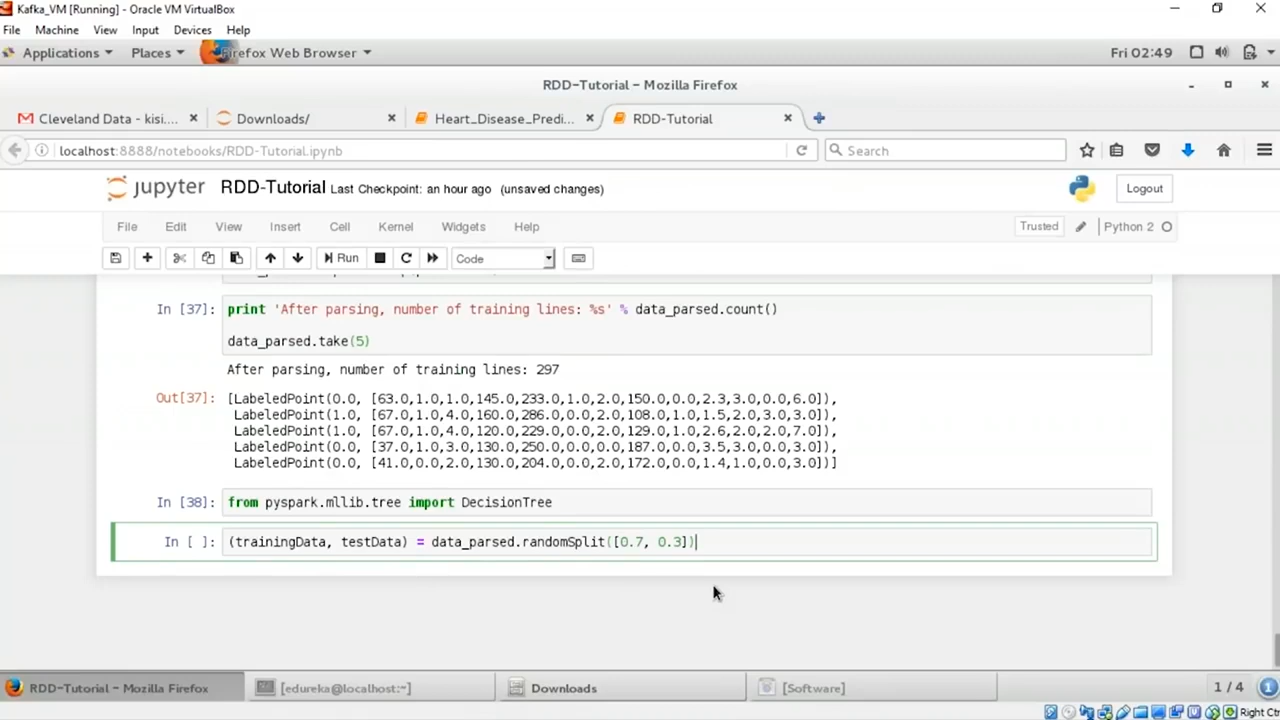 Kafka_VM [Running] - Oracle VM VirtualBox
File Machine View Input Devices Help
Applications Places Firefox Web Browser Fri 02:49
RDD-Tutorial - Mozilla Firefox
Cleveland Data - kisi.... × Downloads/ × Heart_Disease_Predi... × RDD-Tutorial ×
localhost:8888/notebooks/RDD-Tutorial.ipynb Search
jupyter RDD-Tutorial Last Checkpoint: an hour ago (unsaved changes) Logout
File Edit View Insert Cell Kernel Widgets Help Trusted Python 2
Run Code
In [37]: print 'After parsing, number of training lines: %s' % data_parsed.count()
data_parsed.take(5)
After parsing, number of training lines: 297
Out[37]: [LabeledPoint(0.0, [63.0,1.0,1.0,145.0,233.0,1.0,2.0,150.0,0.0,2.3,3.0,0.0,6.0]),
LabeledPoint(1.0, [67.0,1.0,4.0,160.0,286.0,0.0,2.0,108.0,1.0,1.5,2.0,3.0,3.0]),
LabeledPoint(1.0, [67.0,1.0,4.0,120.0,229.0,0.0,2.0,129.0,1.0,2.6,2.0,2.0,7.0]),
LabeledPoint(0.0, [37.0,1.0,3.0,130.0,250.0,0.0,0.0,187.0,0.0,3.5,3.0,0.0,3.0]),
LabeledPoint(0.0, [41.0,0.0,2.0,130.0,204.0,0.0,2.0,172.0,0.0,1.4,1.0,0.0,3.0])]
In [38]: from pyspark.mllib.tree import DecisionTree
In [ ]: (trainingData, testData) = data_parsed.randomSplit([0.7, 0.3])
RDD-Tutorial - Mozilla Firefox [edureka@localhost:~] Downloads [Software] 1 / 4 1
Right Ctr